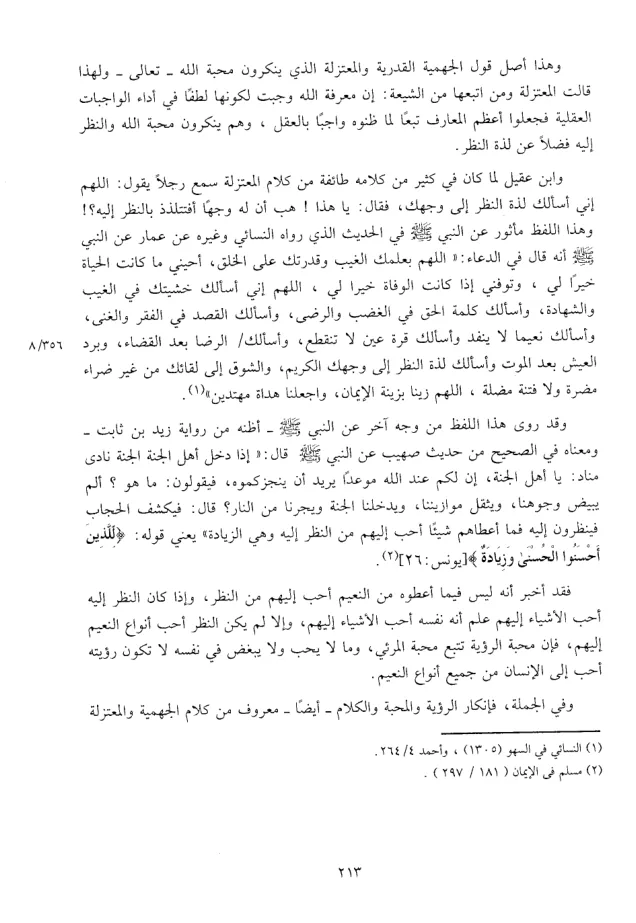 وهذا أصل قول الجهمية القدرية والمعتزلة الذي ينكرون محبة الله ـ تعالى ـ ولهذا
قالت المعتزلة ومن اتبعها من الشيعة: إن معرفة الله وجبت لكونها لطفًا في أداء الواجبات
العقلية فجعلوا أعظم المعارف تبعًا لما ظنوه واجبًا بالعقل ، وهم ينكرون محبة الله والنظر
إليه فضلاً عن لذة النظر.
وابن عقيل لما كان في كثير من كلامه طائفة من كلام المعتزلة سمع رجلاً يقول: اللهم
إني أسألك لذة النظر إلى وجهك، فقال: يا هذا ! هب أن له وجهًا أفتتلذذ بالنظر إليه؟!
وهذا اللفظ مأثور عن النبي ﷺ في الحديث الذي رواه النسائي وغيره عن عمار عن النبي
ﷺ أنه قال في الدعاء: « اللهم بعلمك الغيب وقدرتك على الخلق، أحيني ما كانت الحياة
خيرًا لي ، وتوفني إذا كانت الوفاة خيرا لي ، اللهم إني أسألك خشيتك في الغيب
والشهادة، وأسألك كلمة الحق في الغضب والرضى، وأسألك القصد في الفقر والغنى،
وأسألك نعيما لا ينفد وأسألك قرة عين لا تنقطع، وأسألك/ الرضا بعد القضاء، وبرد
٨/٣٥٦
العيش بعد الموت وأسألك لذة النظر إلى وجهك الكريم، والشوق إلى لقائك من غير ضراء
مضرة ولا فتنة مضلة ، اللهم زينا بزينة الإيمان، واجعلنا هداة مهتدين»(١).
وقد روى هذا اللفظ من وجه آخر عن النبي ﷺ ـ أظنه من رواية زيد بن ثابت ـ
ومعناه في الصحيح من حديث صهيب عن النبي ﷺ قال: « إذا دخل أهل الجنة الجنة نادى
مناد: يا أهل الجنة، إن لكم عند الله موعدًا يريد أن ينجزكموه، فيقولون: ما هو ؟ ألم
يبيض وجوهنا، ويثقل موازيننا، ويدخلنا الجنة ويجرنا من النار؟ قال: فيكشف الحجاب
فينظرون إليه فما أعطاهم شيئًا أحب إليهم من النظر إليه وهي الزيادة» يعني قوله: ﴿لِّلَّذِينَ
أَحْسَنُوا الْحُسْنَىٰ وَزِيَادَةٌ ﴾[يونس:٢٦](٢).
فقد أخبر أنه ليس فيما أعطوه من النعيم أحب إليهم من النظر، وإذا كان النظر إليه
أحب الأشياء إليهم علم أنه نفسه أحب الأشياء إليهم، وإلا لم يكن النظر أحب أنواع النعيم
إليهم، فإن محبة الرؤية تتبع محبة المرئي، وما لا يحب ولا يبغض في نفسه لا تكون رؤيته
أحب إلى الإنسان من جميع أنواع النعيم.
وفي الجملة، فإنكار الرؤية والمحبة والكلام ـ أيضًا ـ معروف من كلام الجهمية والمعتزلة
(١) النسائي في السهو (١٣٠٥) ، وأحمد ٢٦٤/٤.
(٢) مسلم فى الإيمان ( ١٨١ / ٢٩٧ ) .
٢١٣